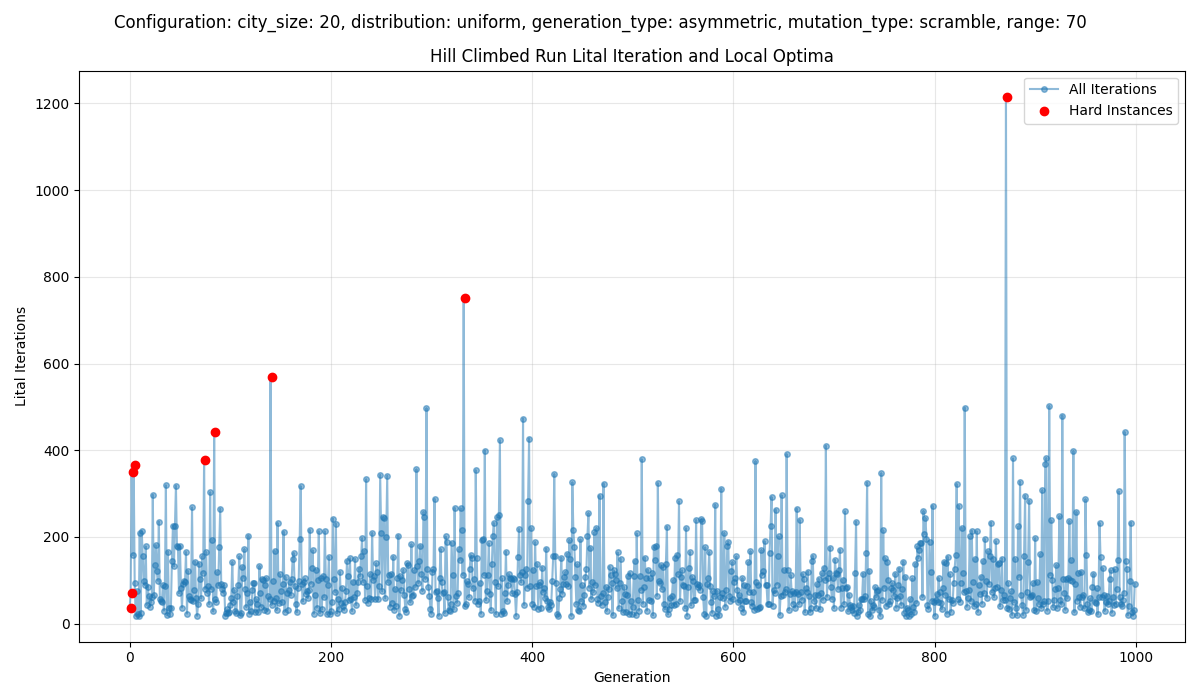 Configuration: city_size: 20, distribution: uniform, generation_type: asymmetric, mutation_type: scramble, range: 70
Hill Climbed Run Lital Iteration and Local Optima
All Iterations
Hard Instances
Lital Iterations
1200
1000
800
600
400
200
0
0 200 400 600 800 1000
Generation